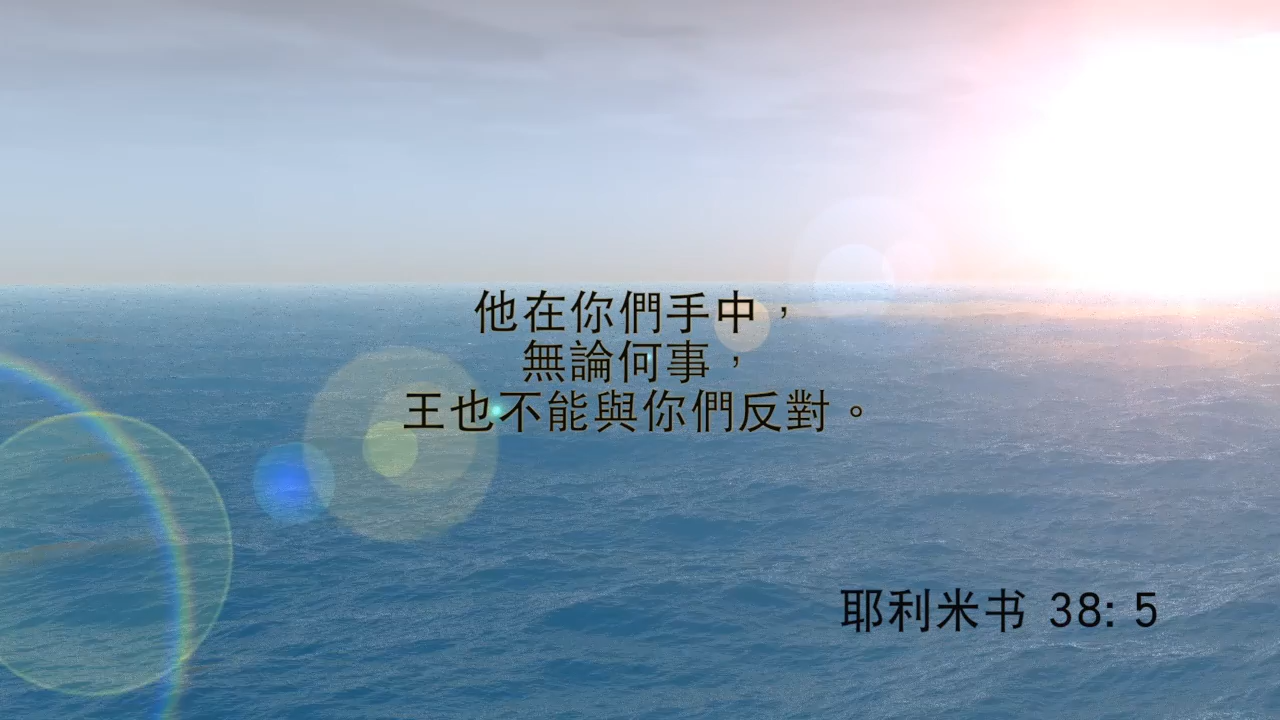 他在你們手中，
無論何事，
王也不能與你們反對。
耶利米书 38: 5